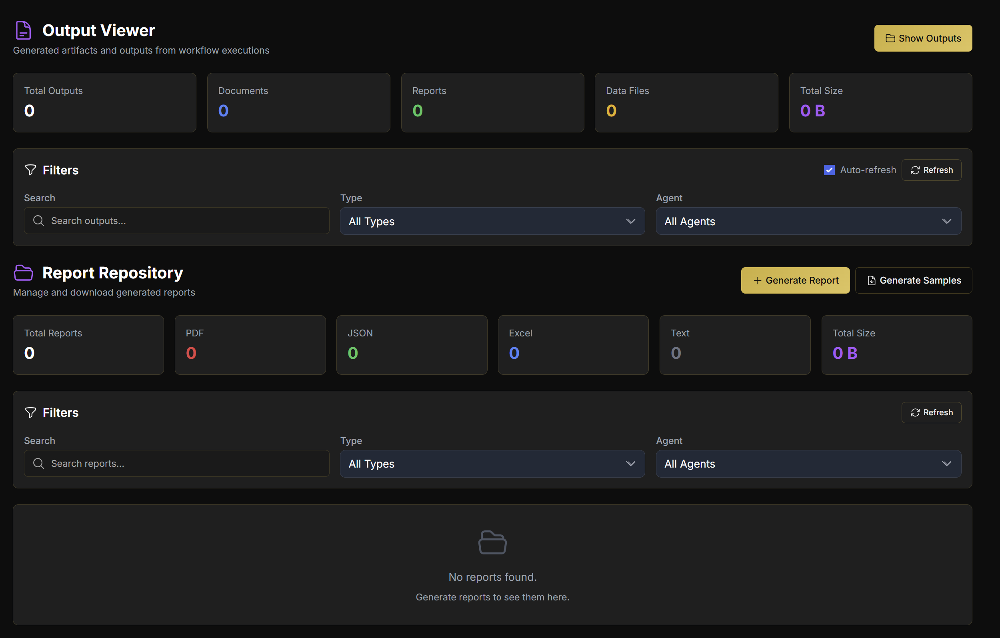 Output Viewer
Show Outputs
Generated artifacts and outputs from workflow executions
Total Outputs
0
Documents
0
Reports
0
Data Files
0
Total Size
0 B
Filters
Auto-refresh
Refresh
Search
Search outputs...
Type
All Types
Agent
All Agents
Report Repository
Generate Report
Generate Samples
Manage and download generated reports
Total Reports
0
PDF
0
JSON
0
Excel
0
Text
0
Total Size
0 B
Filters
Refresh
Search
Search reports...
Type
All Types
Agent
All Agents
No reports found.
Generate reports to see them here.